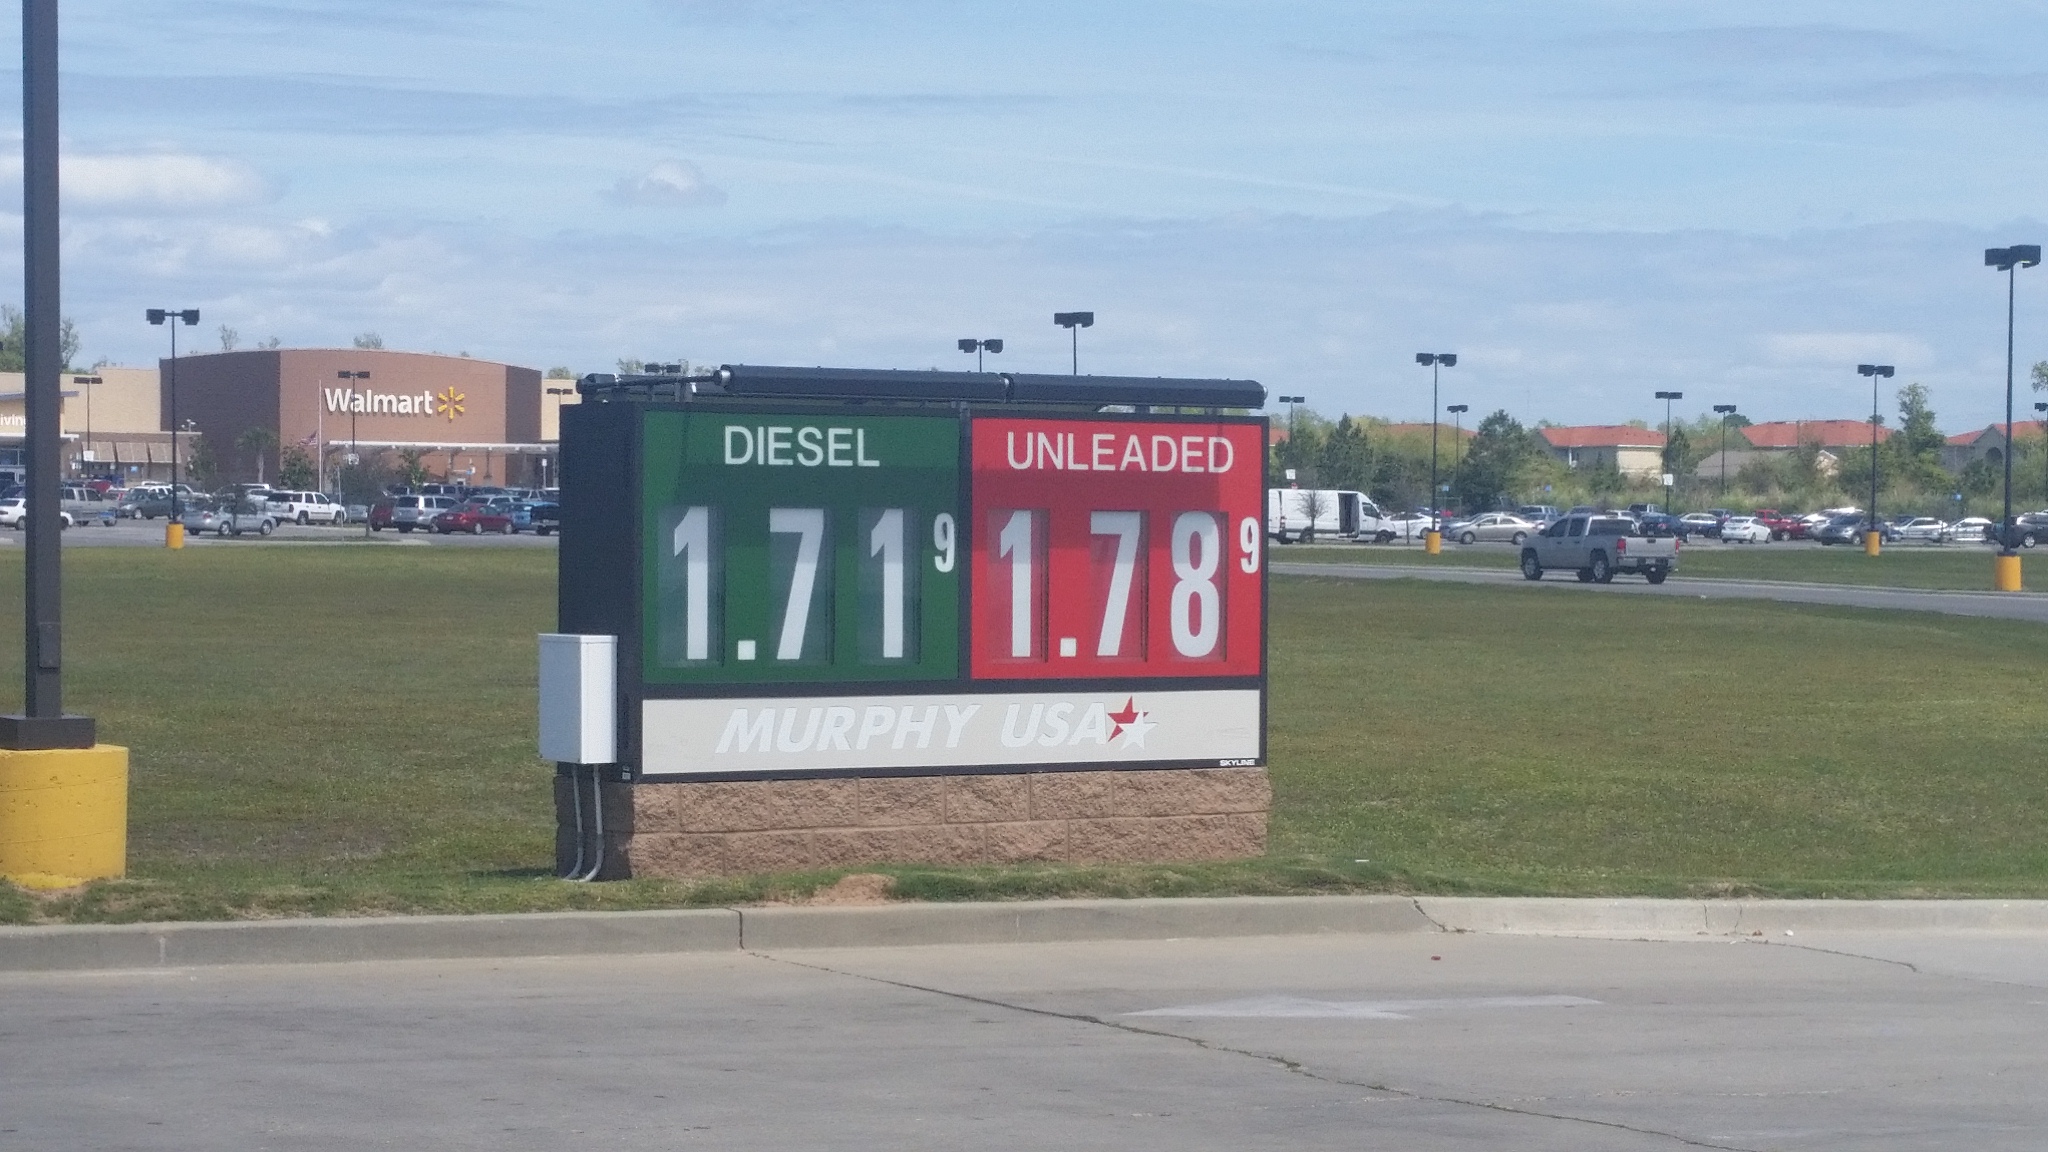 Walmart
DIESEL
UNLEADED
1.71 9
1.78 9
MURPHY USA
SKYLINE